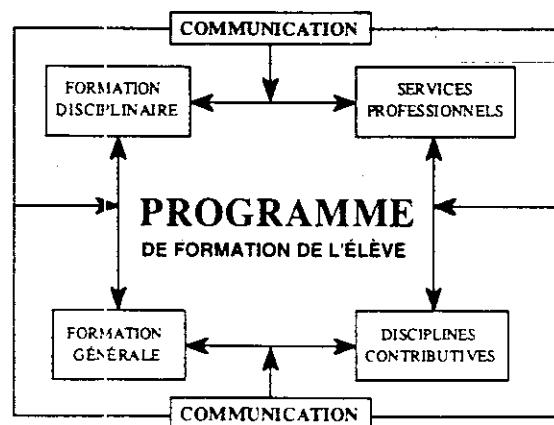 COMMUNICATION
FORMATION
DISCIPLINAIRE
SERVICES
PROFESSIONNELS
PROGRAMME
DE FORMATION DE L'ÉLÈVE
FORMATION
GÉNÉRALE
DISCIPLINES
CONTRIBUTIVES
COMMUNICATION